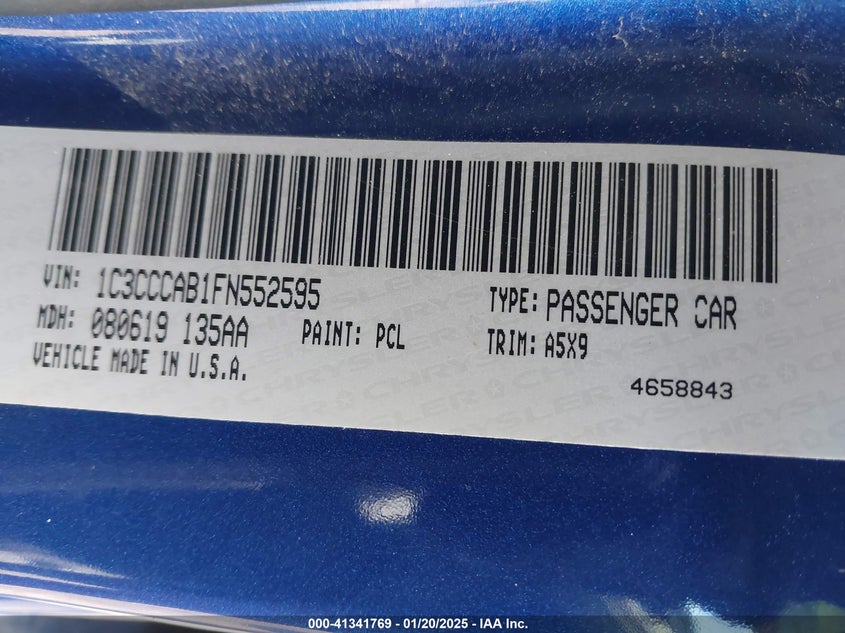 VIN: 1C3CCCAB1FN552595 TYPE: PASSENGER CAR
MDH: 080619 135AA PAINT: PCL TRIM: A5X9
VEHICLE MADE IN U.S.A.
4658843
CHRYSLER
000-41341769 - 01/20/2025 - IAA Inc.